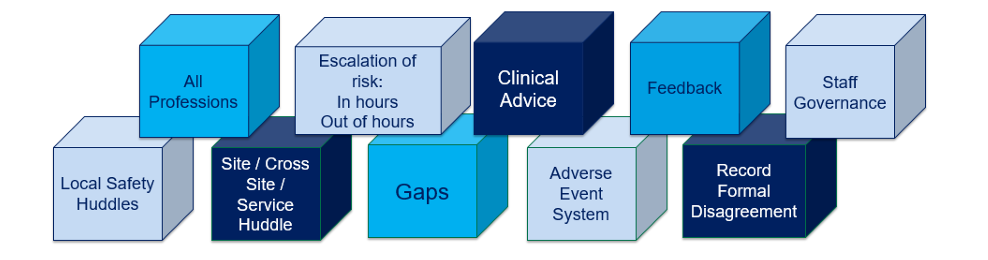 All
Professions
Escalation of
risk:
In hours
Out of hours
Clinical
Advice
Feedback
Staff
Governance
Local Safety
Huddles
Site / Cross
Site /
Service
Huddle
Gaps
Adverse
Event
System
Record
Formal
Disagreement